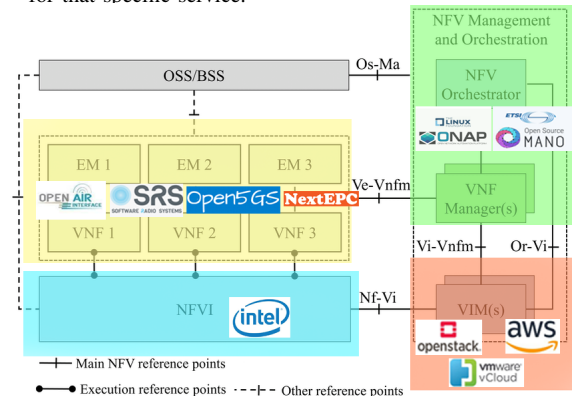 for that specific service.
NFV Management
and Orchestration
Os-Ma
OSS/BSS
NFV
Orchestrator
THE LINUX FOUNDATION
ONAP
ETSI
Open Source
MANO
EM 1
EM 2
EM 3
Ve-Vnfm
OPEN AIR
INTERFACE
SRS
SOFTWARE RADIO SYSTEMS
Open5GS
NextEPC
VNF
Manager(s)
VNF 1
VNF 2
VNF 3
Vi-Vnfm
Or-Vi
NFVI
intel
Nf-Vi
VIM(s)
openstack.
aws
vmware
vCloud
Main NFV reference points
Execution reference points
Other reference points